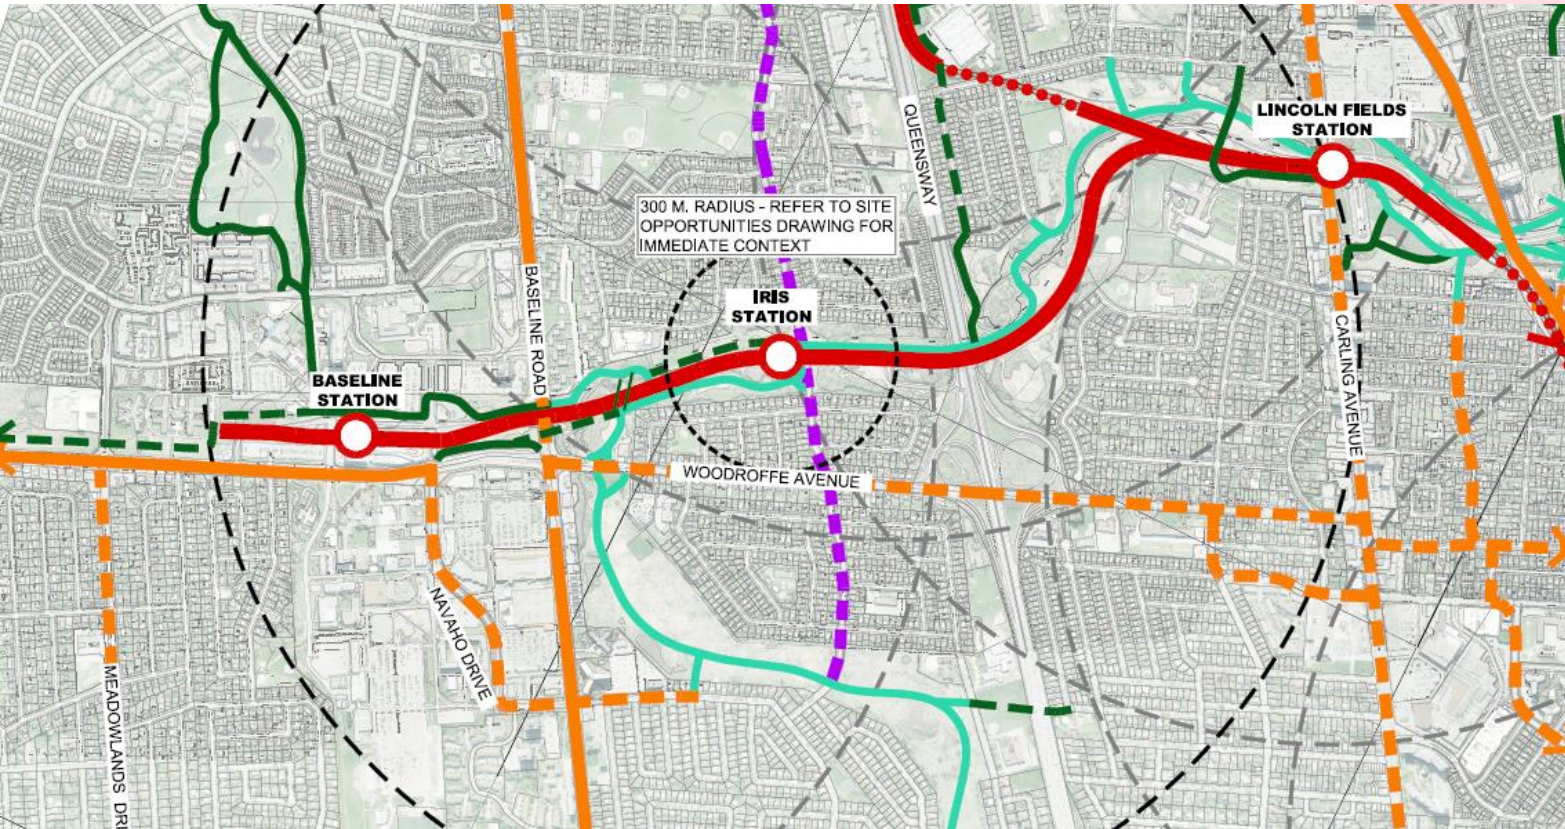 QUEENSWAY
LINCOLN FIELDS
STATION
300 M. RADIUS - REFER TO SITE
OPPORTUNITIES DRAWING FOR
IMMEDIATE CONTEXT
BASELINE ROAD
IRIS
STATION
CARLING AVENUE
BASELINE
STATION
WOODROFFE AVENUE
NAVAHO DRIVE
MEADOWLANDS DRI